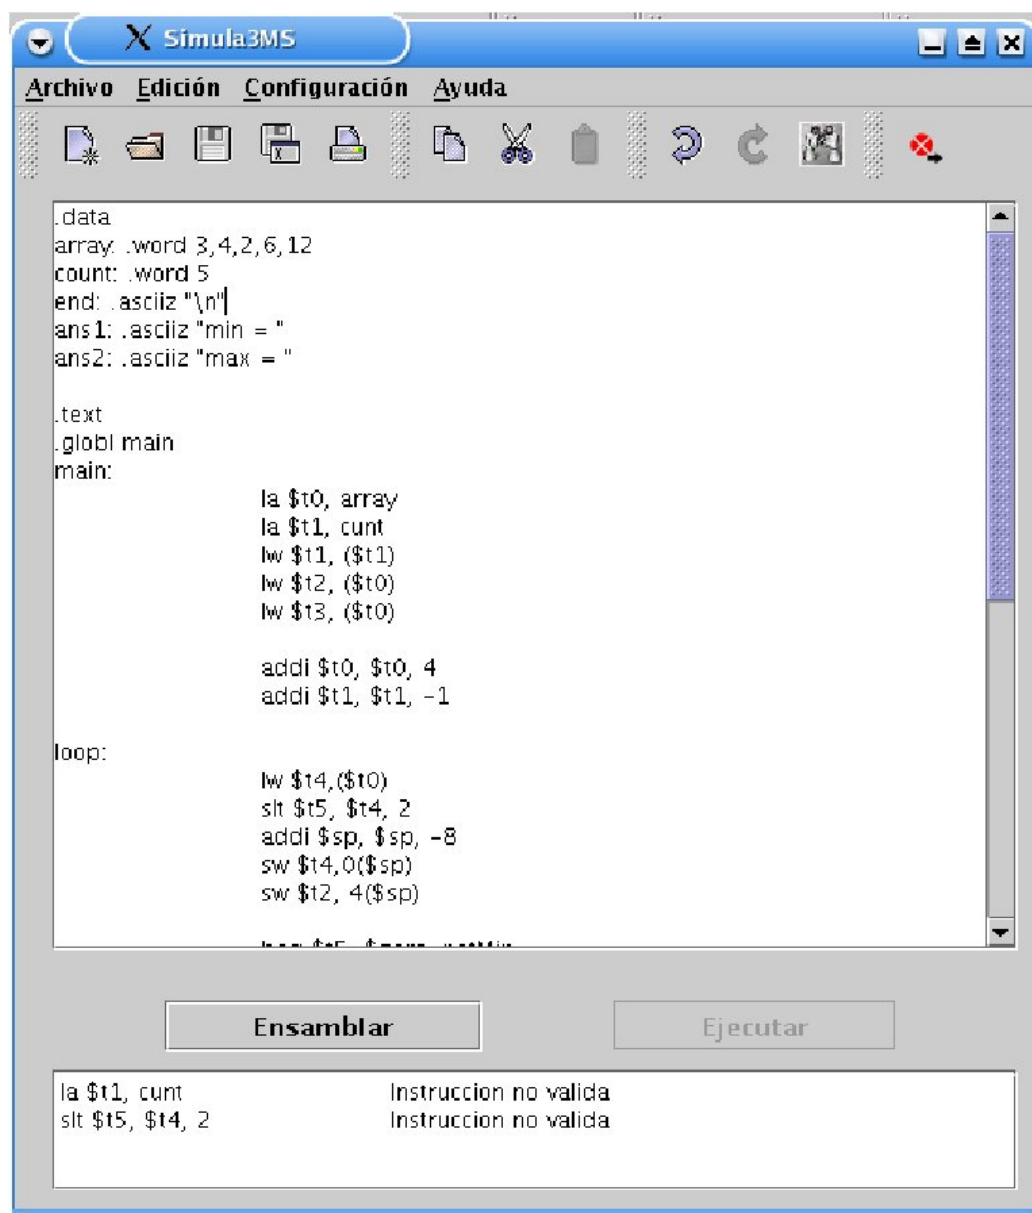 Simula3MS
Archivo Edición Configuración Ayuda
.data
array: .word 3,4,2,6,12
count: .word 5
end: .asciiz "\n"
ans1: .asciiz "min = "
ans2: .asciiz "max = "
.text
.globl main
main:
la $t0, array
la $t1, cunt
lw $t1, ($t1)
lw $t2, ($t0)
lw $t3, ($t0)
addi $t0, $t0, 4
addi $t1, $t1, -1
loop:
lw $t4,($t0)
slt $t5, $t4, 2
addi $sp, $sp, -8
sw $t4,0($sp)
sw $t2, 4($sp)
Ensamblar Ejecutar
la $t1, cunt Instruccion no valida
slt $t5, $t4, 2 Instruccion no valida